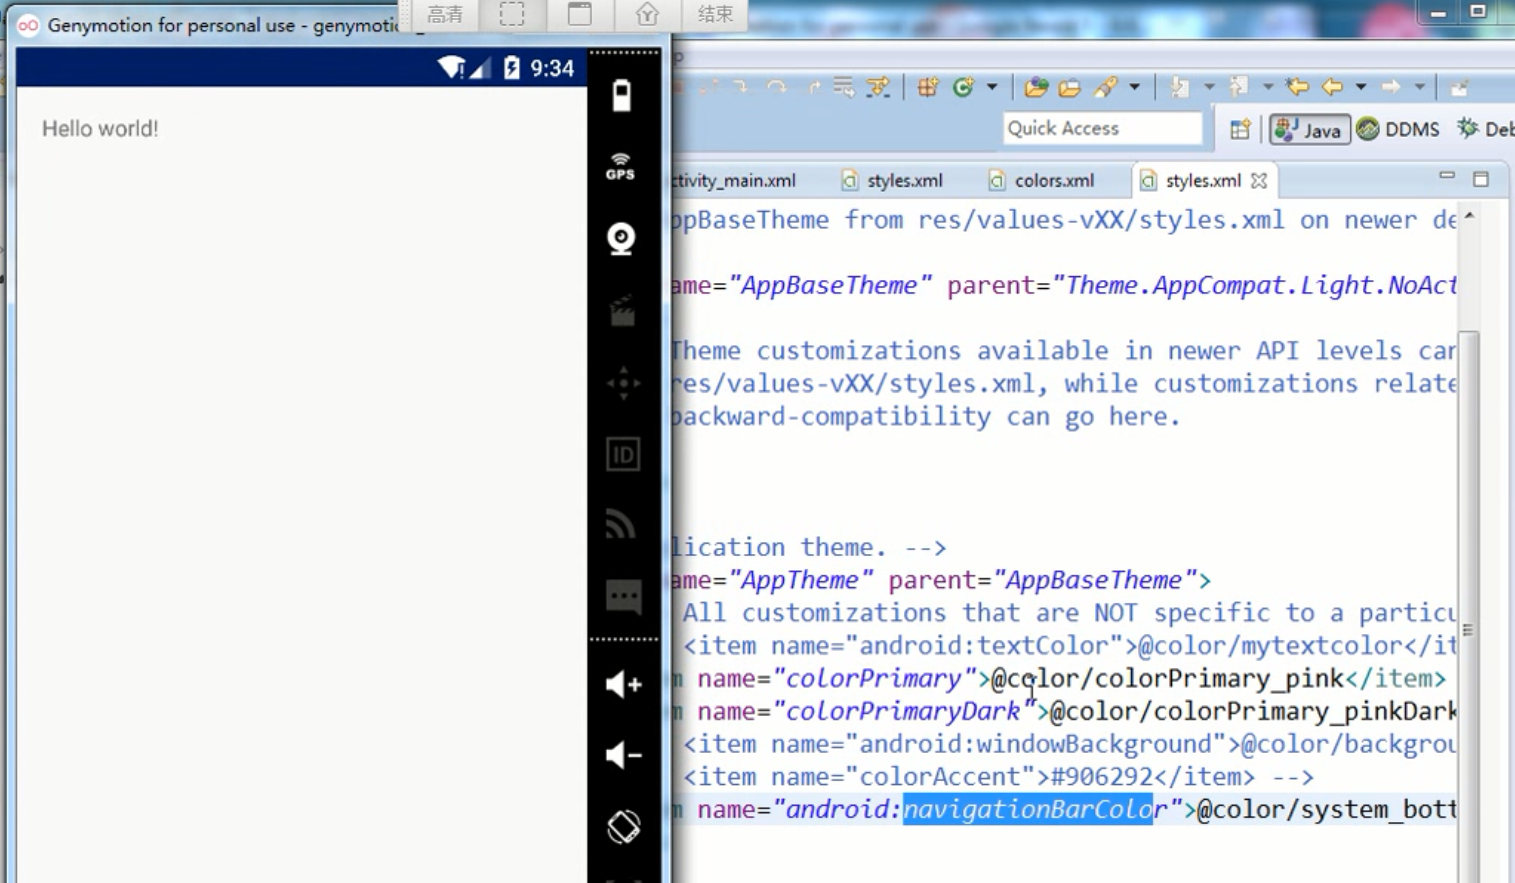 高清
结束
Genymotion for personal use - genymotic
9:34
Hello world!
GPS
ID
Quick Access
Java
DDMS
Deb
ctivity_main.xml
styles.xml
colors.xml
styles.xml
ppBaseTheme from res/values-vXX/styles.xml on newer de
ame="AppBaseTheme" parent="Theme.AppCompat.Light.NoAct
Theme customizations available in newer API levels can
res/values-vXX/styles.xml, while customizations relate
backward-compatibility can go here.
lication theme. -->
ame="AppTheme" parent="AppBaseTheme">
All customizations that are NOT specific to a particu
<item name="android:textColor">@color/mytextcolor</it
m name="colorPrimary">@color/colorPrimary_pink</item>
m name="colorPrimaryDark">@color/colorPrimary_pinkDark
<item name="android:windowBackground">@color/backgrou
<item name="colorAccent">#906292</item> -->
m name="android:navigationBarColor">@color/system_bott